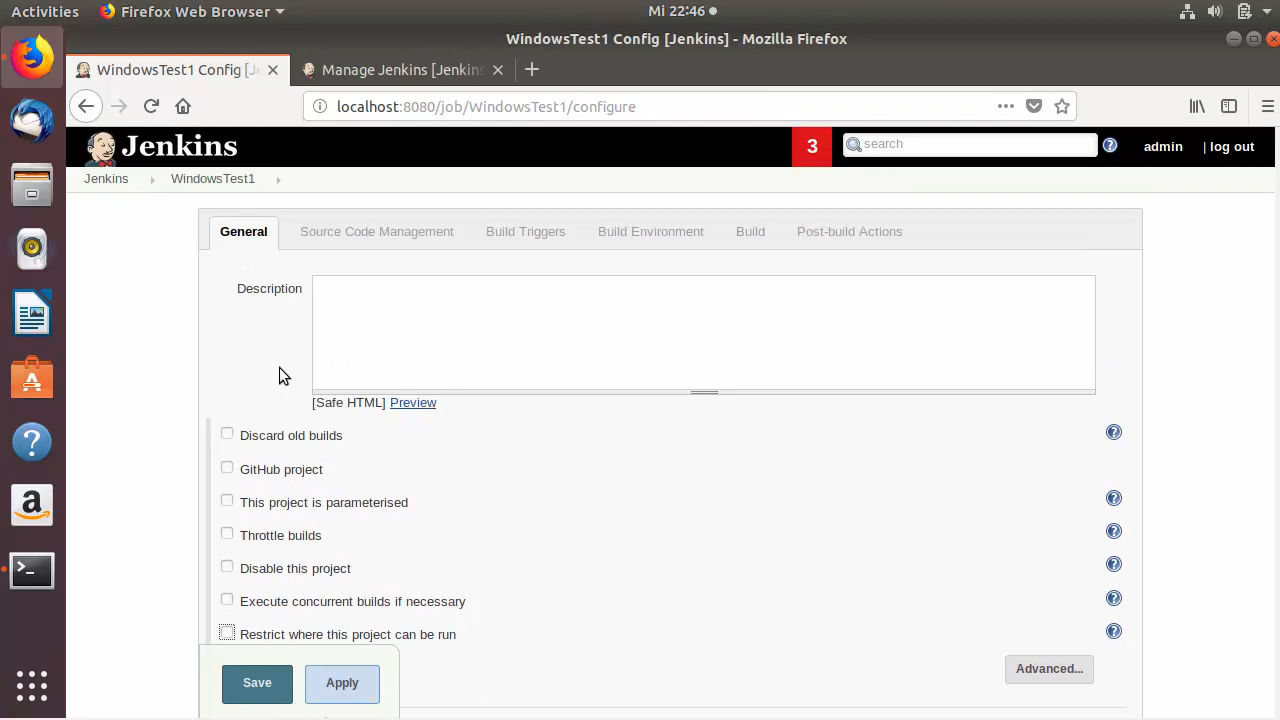 Activities Firefox Web Browser Mi 22:46
WindowsTest1 Config [Jenkins] - Mozilla Firefox
WindowsTest1 Config [Je Manage Jenkins [Jenkins
localhost:8080/job/WindowsTest1/configure
Jenkins 3 search admin | log out
Jenkins WindowsTest1
General Source Code Management Build Triggers Build Environment Build Post-build Actions
Description
[Safe HTML] Preview
Discard old builds
GitHub project
This project is parameterised
Throttle builds
Disable this project
Execute concurrent builds if necessary
Restrict where this project can be run
Advanced...
Save Apply